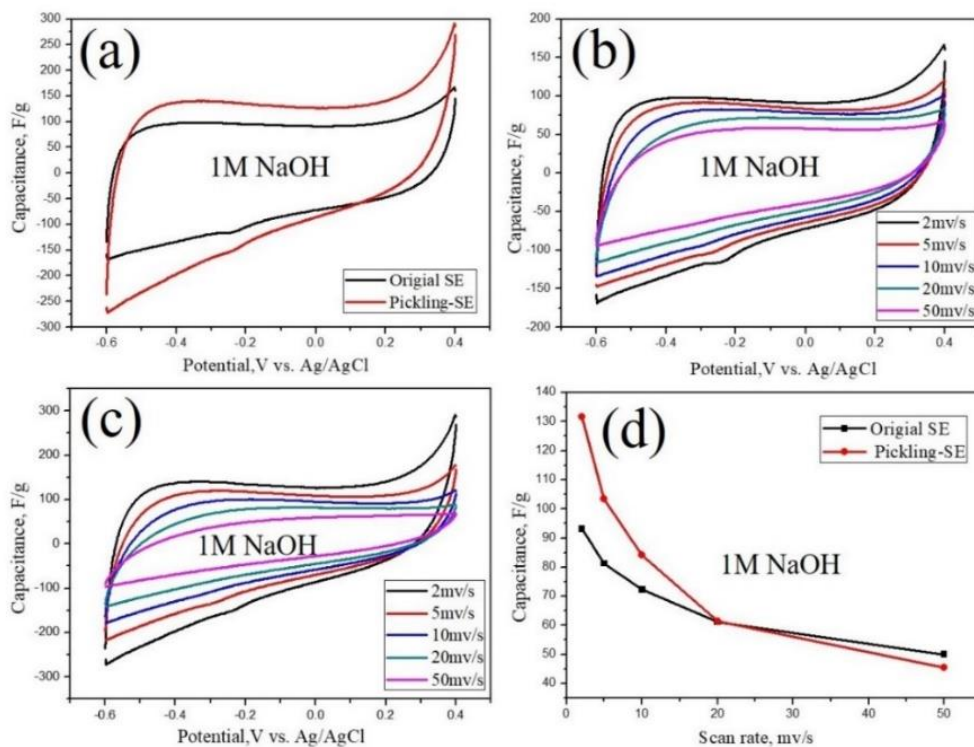 (a)
300
250
200
150
100
50
0
-50
-100
-150
-200
-250
-300
Capacitance, F/g
1M NaOH
Origial SE
Pickling-SE
-0.6 -0.4 -0.2 0.0 0.2 0.4
Potential,V vs. Ag/AgCl
(b)
200
150
100
50
0
-50
-100
-150
-200
Capacitance, F/g
1M NaOH
2mv/s
5mv/s
10mv/s
20mv/s
50mv/s
-0.6 -0.4 -0.2 0.0 0.2 0.4
Potential,V vs. Ag/AgCl
(c)
300
200
100
0
-100
-200
-300
Capacitance, F/g
1M NaOH
2mv/s
5mv/s
10mv/s
20mv/s
50mv/s
-0.6 -0.4 -0.2 0.0 0.2 0.4
Potential,V vs. Ag/AgCl
(d)
140
130
120
110
100
90
80
70
60
50
40
Capacitance, F/g
Origial SE
Pickling-SE
1M NaOH
0 10 20 30 40 50
Scan rate, mv/s